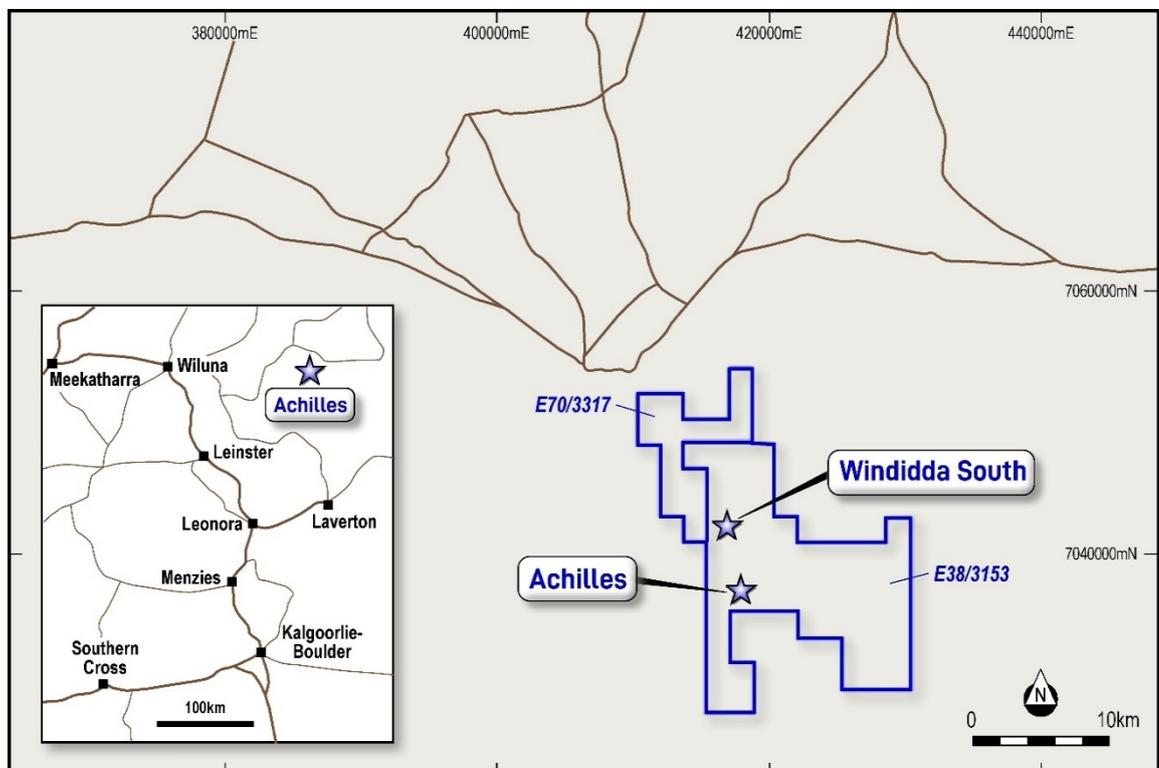 380000mE
400000mE
420000mE
440000mE
7060000mN
Wiluna
Meekatharra
Achilles
E70/3317
Leinster
Windidda South
Leonora
Laverton
7040000mN
Menzies
Achilles
E38/3153
Kalgoorlie-
Boulder
Southern
Cross
100km
N
0
10km